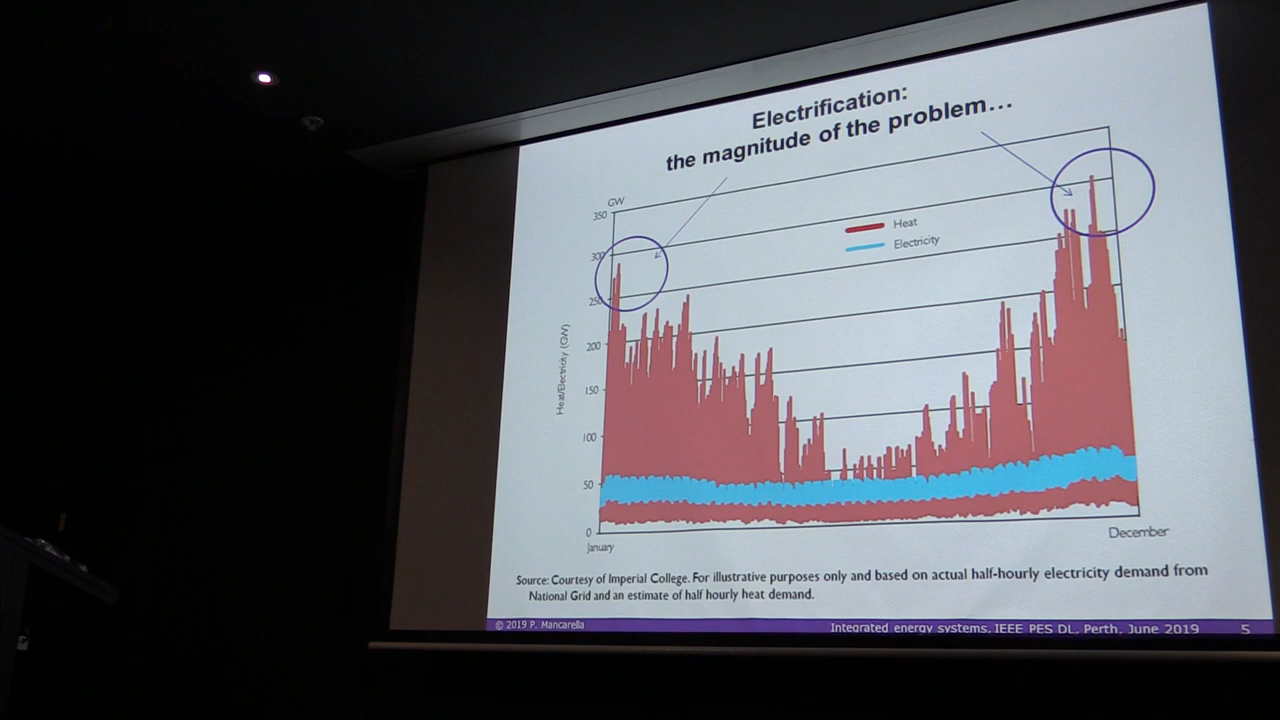 Electrification:
the magnitude of the problem...
GW
350
300
250
200
150
100
50
0
Heat/Electricity (GW)
Heat
Electricity
January
December
Source: Courtesy of Imperial College. For illustrative purposes only and based on actual half-hourly electricity demand from
National Grid and an estimate of half hourly heat demand.
© 2019 P. Mancarella
Integrated energy systems, IEEE PES DL, Perth, June 2019
5